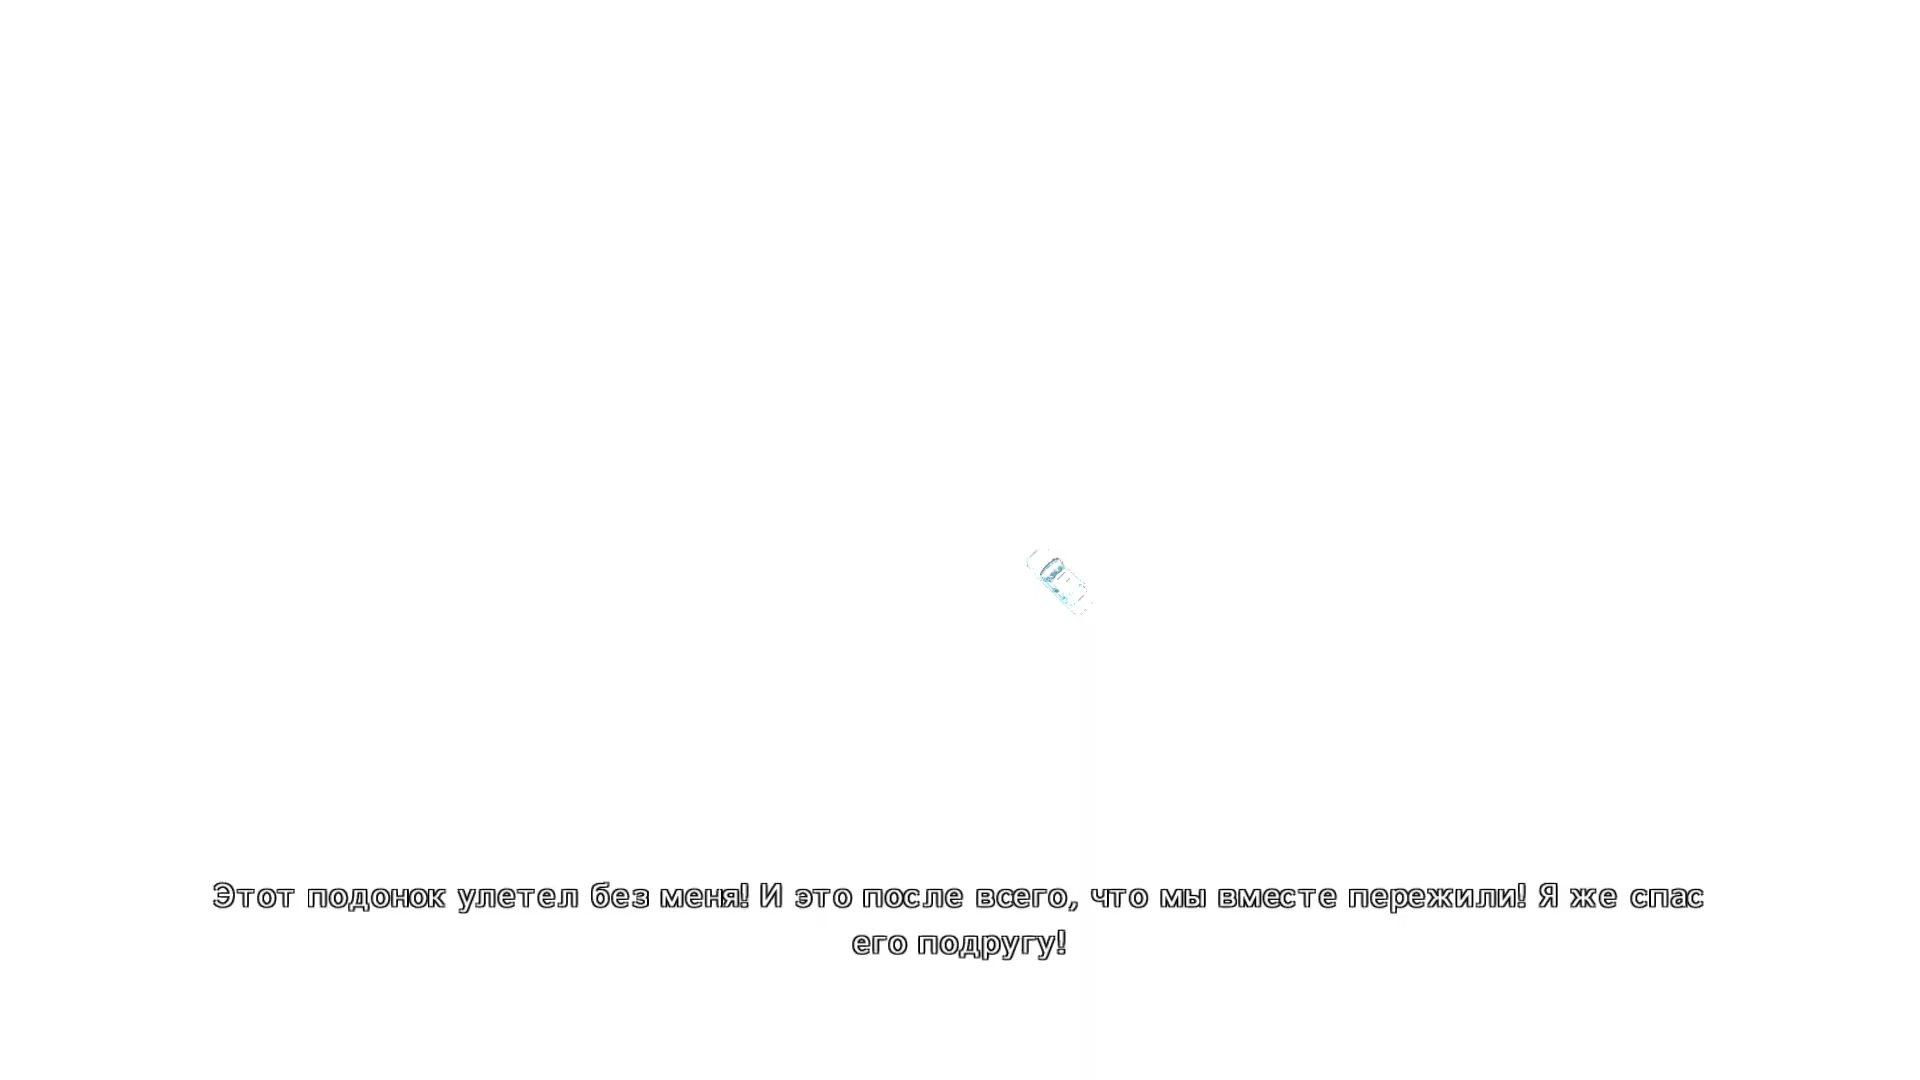 Этот подонок улетел без меня! И это после всего, что мы вместе пережили! Я же спас
его подругу!